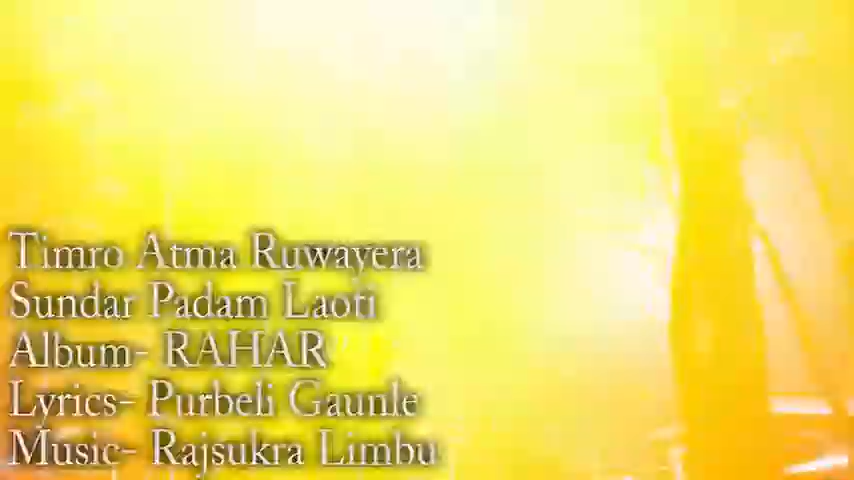 Timro Atma Ruwayera
Sundar Padam Laoti
Album- RAHAR
Lyrics- Purbeli Gaunle
Music- Rajsukra Limbu